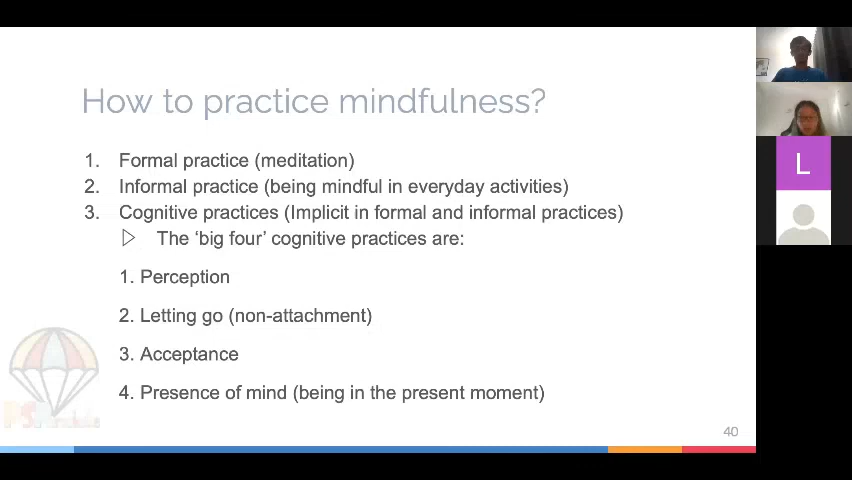 How to practice mindfulness?
1. Formal practice (meditation)
2. Informal practice (being mindful in everyday activities)
3. Cognitive practices (Implicit in formal and informal practices)
The ‘big four’ cognitive practices are:
1. Perception
2. Letting go (non-attachment)
3. Acceptance
4. Presence of mind (being in the present moment)
40
L